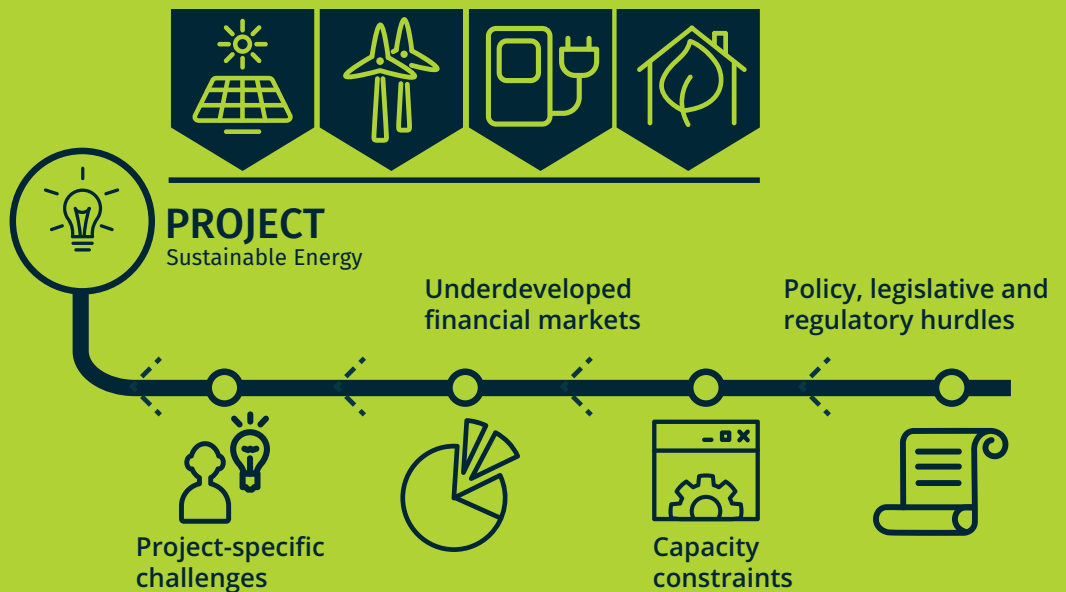 PROJECT
Sustainable Energy
Underdeveloped
financial markets
Policy, legislative and
regulatory hurdles
Project-specific
challenges
Capacity
constraints